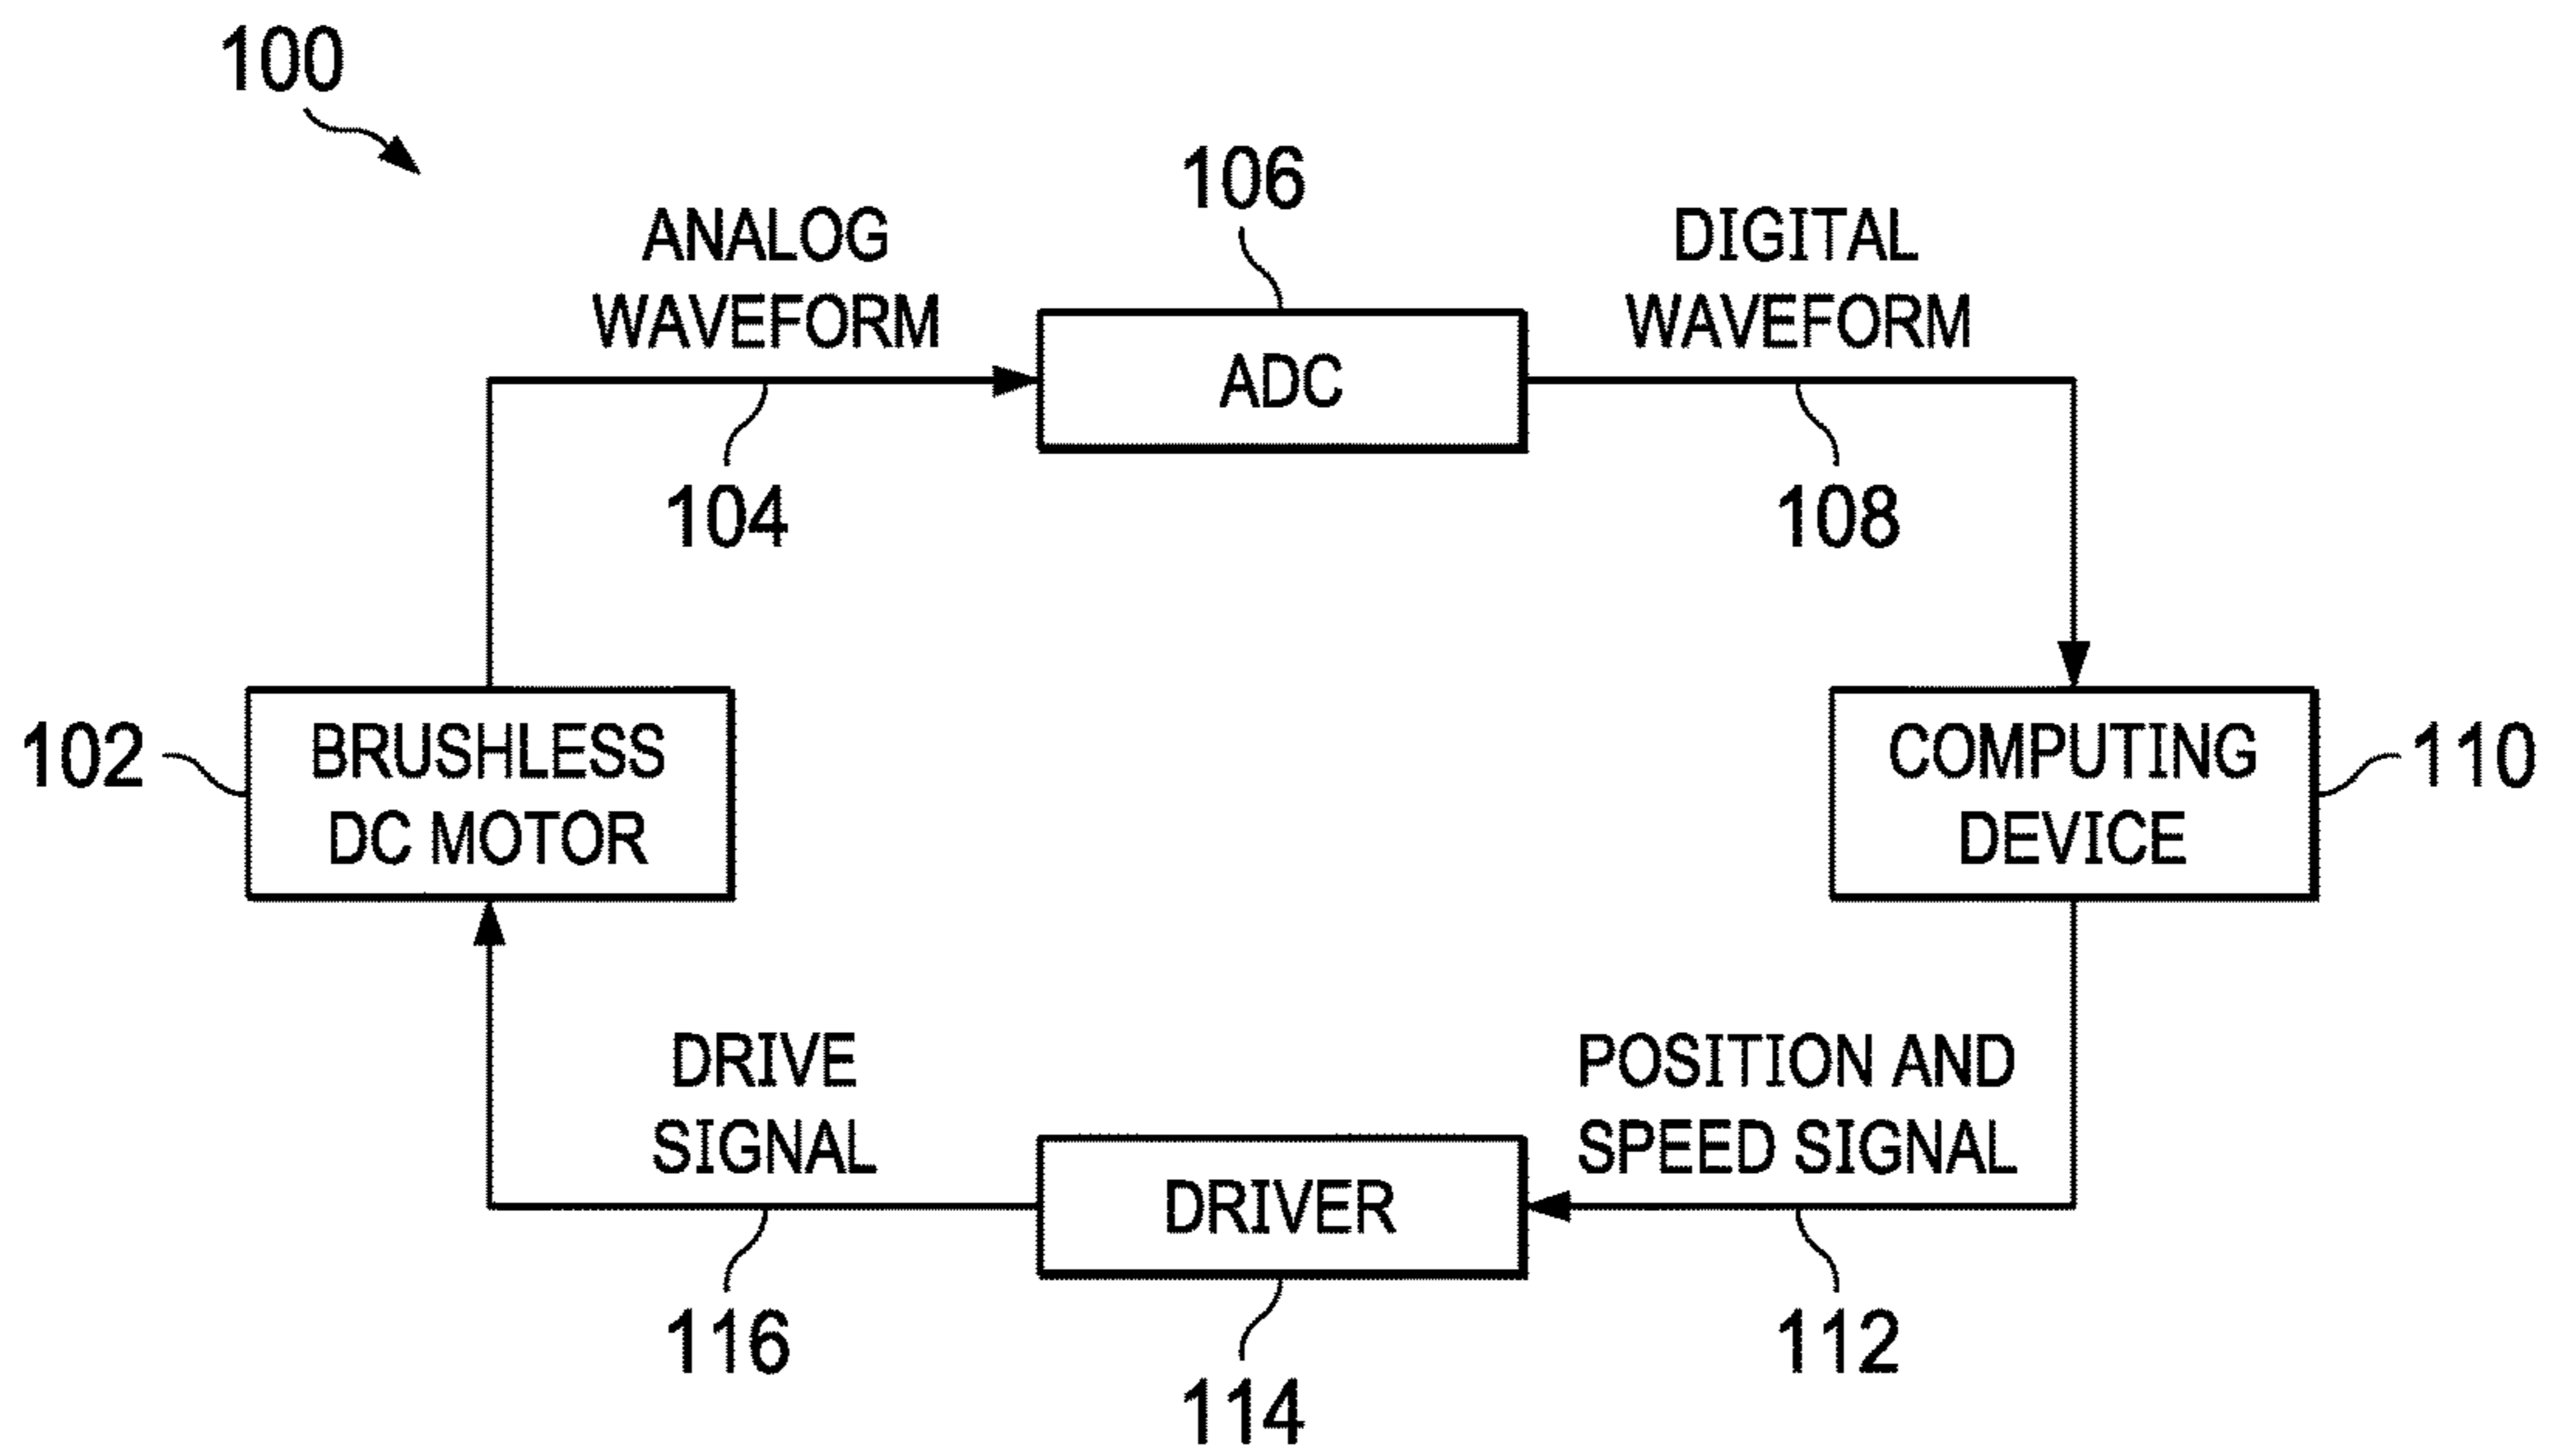 100
106
ANALOG
WAVEFORM
DIGITAL
WAVEFORM
ADC
104
108
102
BRUSHLESS
DC MOTOR
COMPUTING
DEVICE
110
DRIVE
SIGNAL
POSITION AND
SPEED SIGNAL
DRIVER
116
112
114